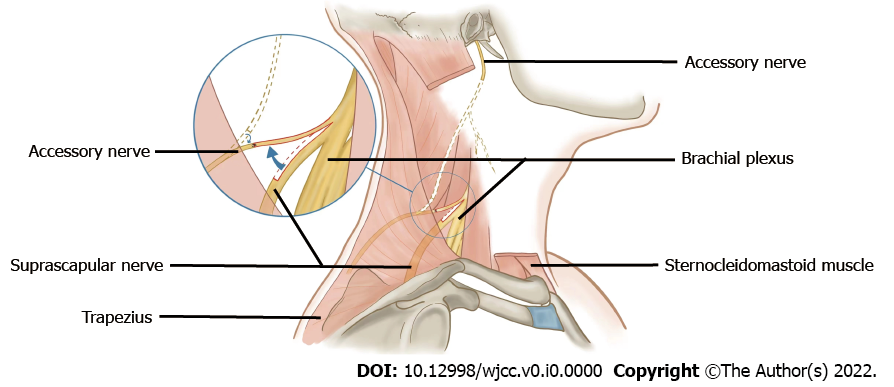 Accessory nerve
Accessory nerve
Brachial plexus
Suprascapular nerve
Sternocleidomastoid muscle
Trapezius
DOI: 10.12998/wjcc.v0.i0.0000 Copyright ©The Author(s) 2022.